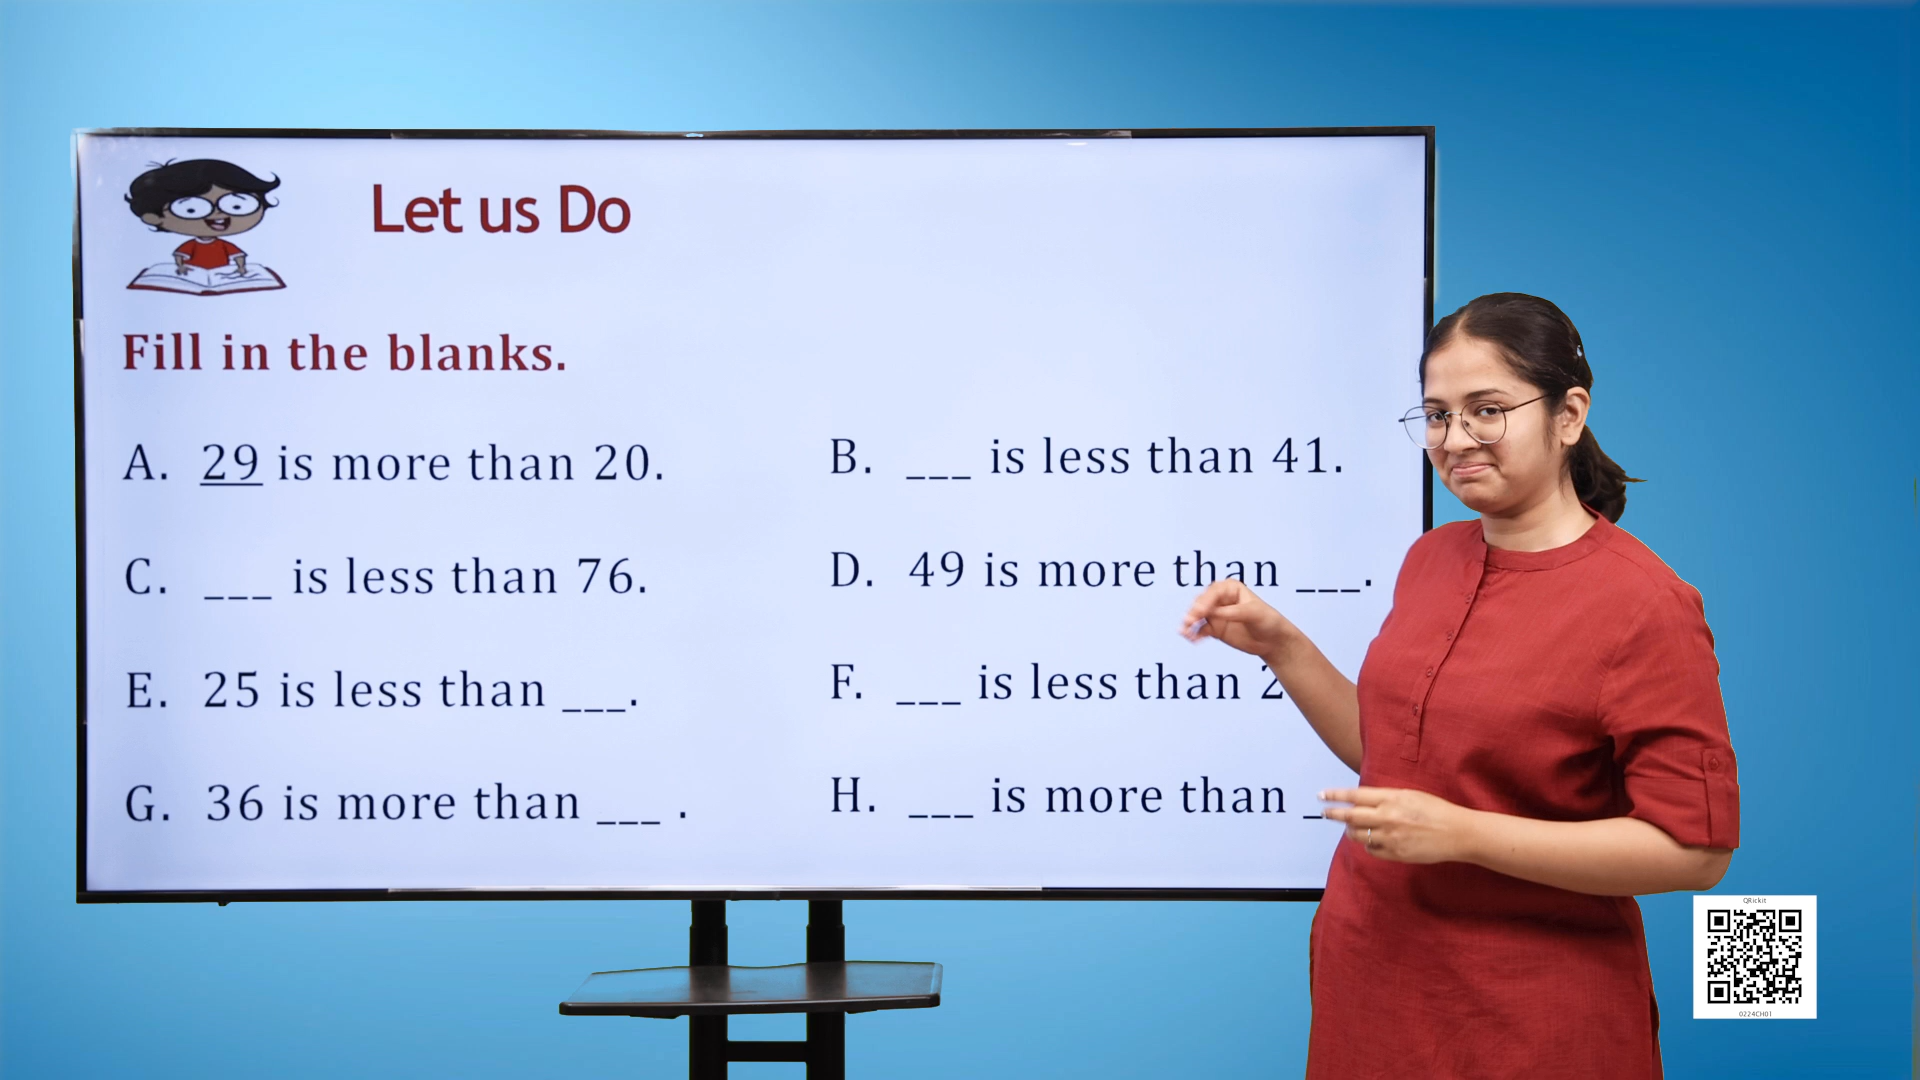 Let us Do
Fill in the blanks.
A. 29 is more than 20.
B. ___ is less than 41.
C. ___ is less than 76.
D. 49 is more than ___.
E. 25 is less than ___.
F. ___ is less than
G. 36 is more than ___ .
H. ___ is more than _
QRickit
0224CH01